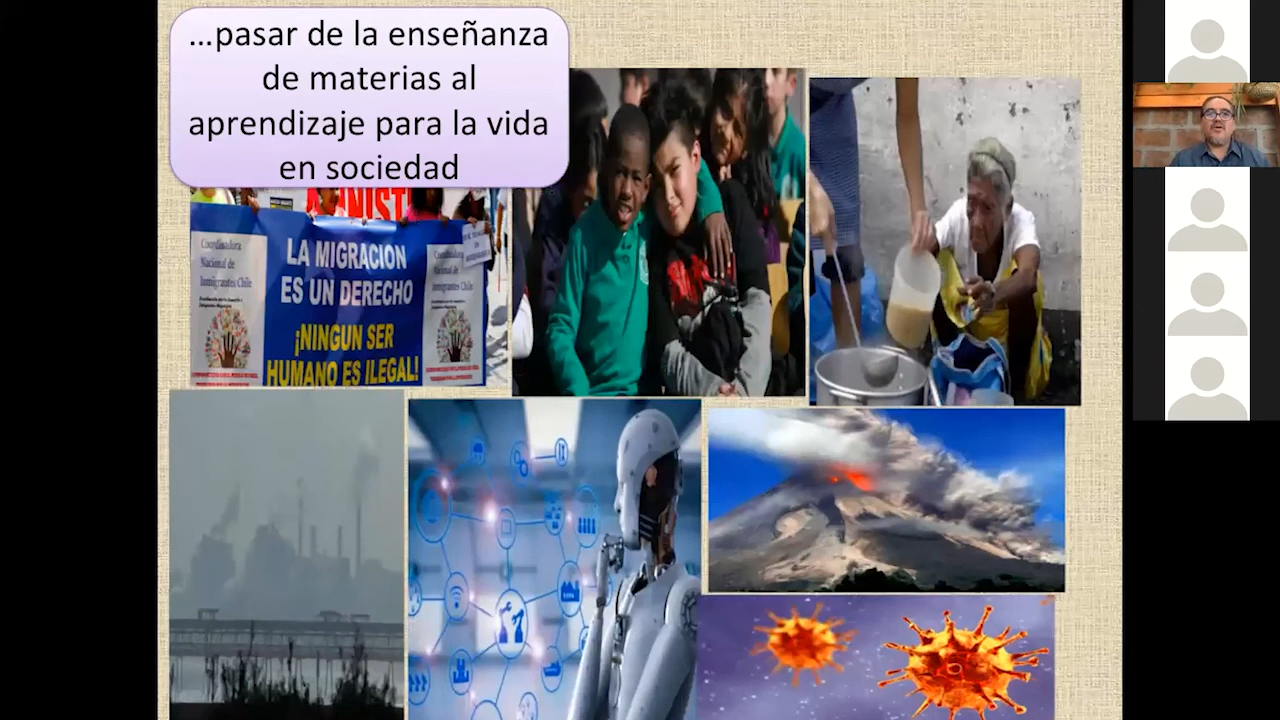 ...pasar de la enseñanza
de materias al
aprendizaje para la vida
en sociedad
LA MIGRACION
ES UN DERECHO
¡NINGUN SER
HUMANO ES ILEGAL!
Coordinadora
Nacional de
Inmigrantes Chile